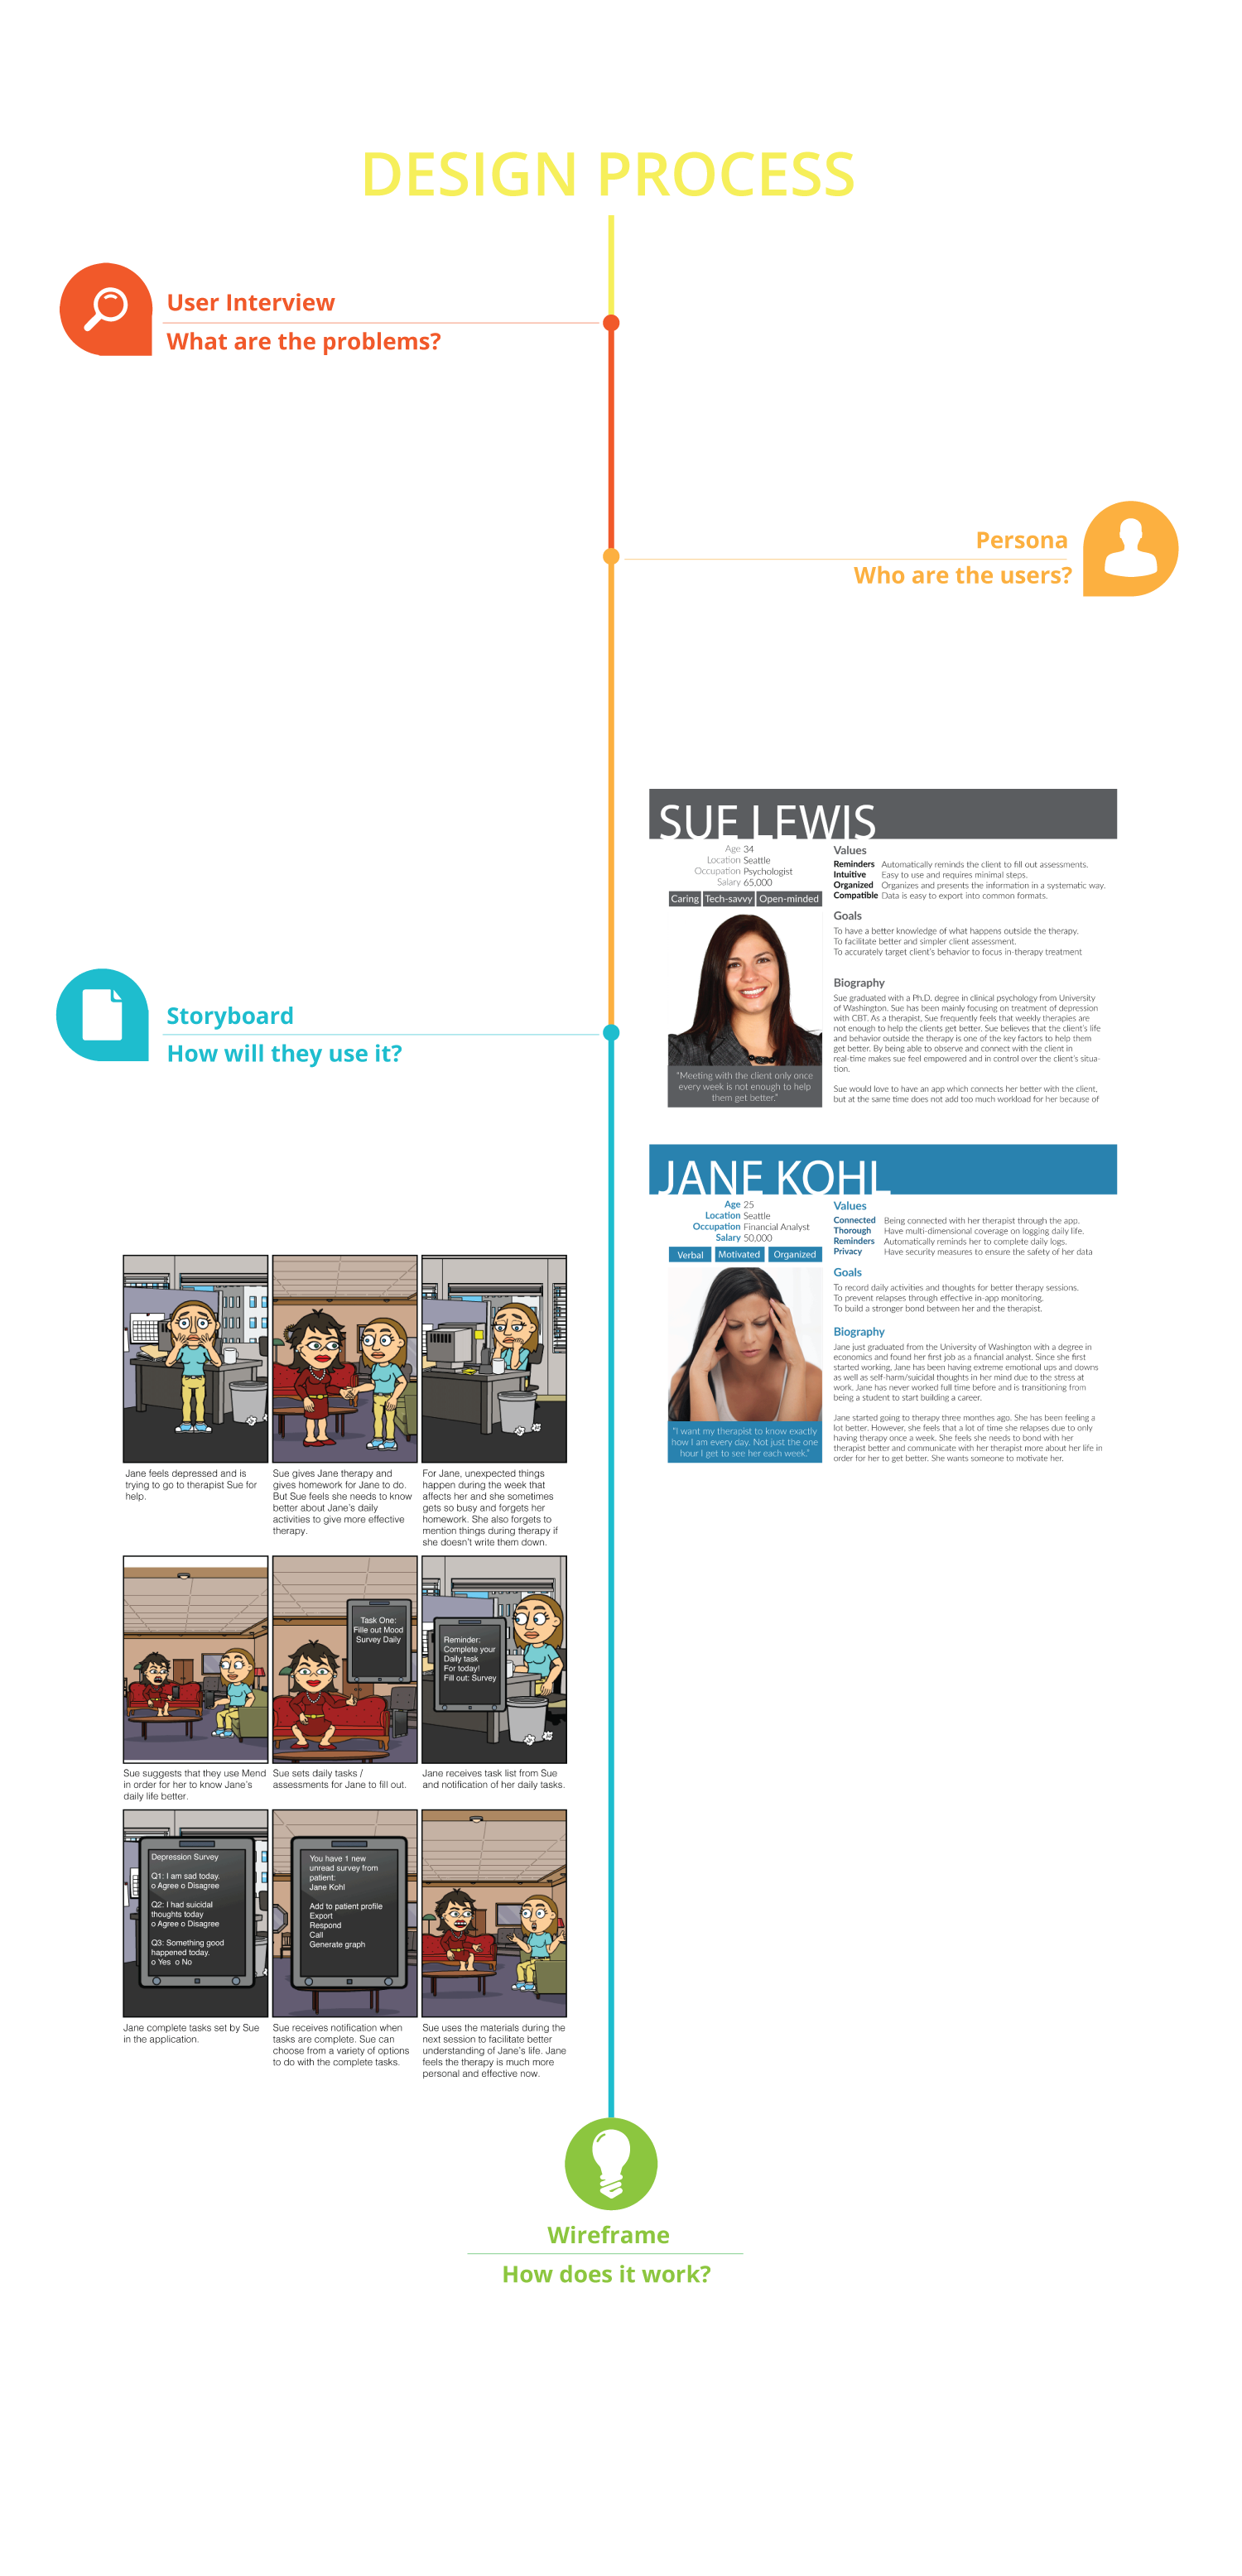 DESIGN PROCESS
User Interview
What are the problems?
Persona
Who are the users?
SUE LEWIS
Age 34
Location Seattle
Occupation Psychologist
Salary 65,000
Caring Tech-savvy Open-minded
"Meeting with the client only once
every week is not enough to help
them get better."
Values
Reminders Automatically reminds the client to fill out assessments.
Intuitive Easy to use and requires minimal steps.
Organized Organizes and presents the information in a systematic way.
Compatible Data is easy to export into common formats.
Goals
To have a better knowledge of what happens outside the therapy.
To facilitate better and simpler client assessment.
To accurately target client's behavior to focus in-therapy treatment
Biography
Sue graduated with a Ph.D. degree in clinical psychology from University
of Washington. Sue has been mainly focusing on treatment of depression
with CBT. As a therapist, Sue frequently feels that weekly therapies are
not enough to help the clients get better. Sue believes that the client's life
and behavior outside the therapy is one of the key factors to help them
get better. By being able to observe and connect with the client in
real-time makes sue feel empowered and in control over the client's situa-
tion.
Sue would love to have an app which connects her better with the client,
but at the same time does not add too much workload for her because of
JANE KOHL
Age 25
Location Seattle
Occupation Financial Analyst
Salary 50,000
Verbal Motivated Organized
"I want my therapist to know exactly
how I am every day. Not just the one
hour I get to see her each week."
Values
Connected Being connected with her therapist through the app.
Thorough Have multi-dimensional coverage on logging daily life.
Reminders Automatically reminds her to complete daily logs.
Privacy Have security measures to ensure the safety of her data
Goals
To record daily activities and thoughts for better therapy sessions.
To prevent relapses through effective in-app monitoring.
To build a stronger bond between her and the therapist.
Biography
Jane just graduated from the University of Washington with a degree in
economics and found her first job as a financial analyst. Since she first
started working, Jane has been having extreme emotional ups and downs
as well as self-harm/suicidal thoughts in her mind due to the stress at
work. Jane has never worked full time before and is transitioning from
being a student to start building a career.
Jane started going to therapy three monthes ago. She has been feeling a
lot better. However, she feels that a lot of time she relapses due to only
having therapy once a week. She feels she needs to bond with her
therapist better and communicate with her therapist more about her life in
order for her to get better. She wants someone to motivate her.
Storyboard
How will they use it?
Jane feels depressed and is
trying to go to therapist Sue for
help.
Sue gives Jane therapy and
gives homework for Jane to do.
But Sue feels she needs to know
better about Jane's daily
activities to give more effective
therapy.
For Jane, unexpected things
happen during the week that
affects her and she sometimes
gets so busy and forgets her
homework. She also forgets to
mention things during therapy if
she doesn't write them down.
Sue suggests that they use Mend
in order for her to know Jane's
daily life better.
Task One:
Fille out Mood
Survey Daily
Sue sets daily tasks /
assessments for Jane to fill out.
Reminder:
Complete your
Daily task
For today!
Fill out: Survey
Jane receives task list from Sue
and notification of her daily tasks.
Depression Survey
Q1: I am sad today.
o Agree o Disagree
Q2: I had suicidal
thoughts today
o Agree o Disagree
Q3: Something good
happened today.
o Yes o No
Jane complete tasks set by Sue
in the application.
You have 1 new
unread survey from
patient:
Jane Kohl
Add to patient profile
Export
Respond
Call
Generate graph
Sue receives notification when
tasks are complete. Sue can
choose from a variety of options
to do with the complete tasks.
Sue uses the materials during the
next session to facilitate better
understanding of Jane's life. Jane
feels the therapy is much more
personal and effective now.
Wireframe
How does it work?